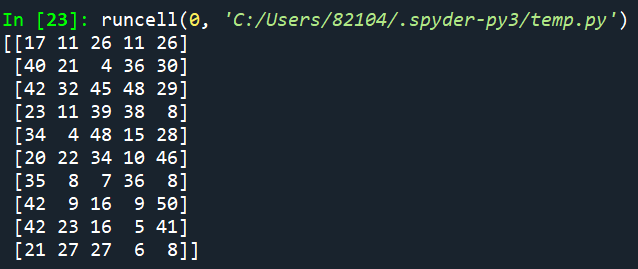 In [23]: runcell(0, 'C:/Users/82104/.spyder-py3/temp.py')
[[17 11 26 11 26]
 [40 21  4 36 30]
 [42 32 45 48 29]
 [23 11 39 38  8]
 [34  4 48 15 28]
 [20 22 34 10 46]
 [35  8  7 36  8]
 [42  9 16  9 50]
 [42 23 16  5 41]
 [21 27 27  6  8]]